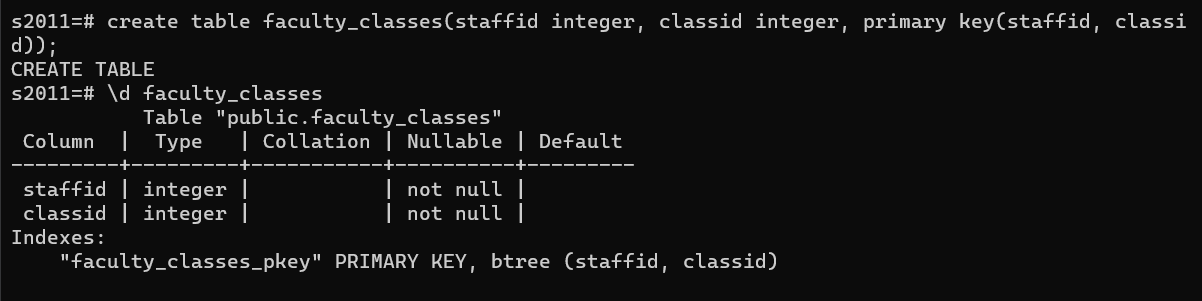 s2011=# create table faculty_classes(staffid integer, classid integer, primary key(staffid, classi
d));
CREATE TABLE
s2011=# \d faculty_classes
           Table "public.faculty_classes"
 Column  |  Type   | Collation | Nullable | Default
---------+---------+-----------+----------+---------
 staffid | integer |           | not null |
 classid | integer |           | not null |
Indexes:
    "faculty_classes_pkey" PRIMARY KEY, btree (staffid, classid)